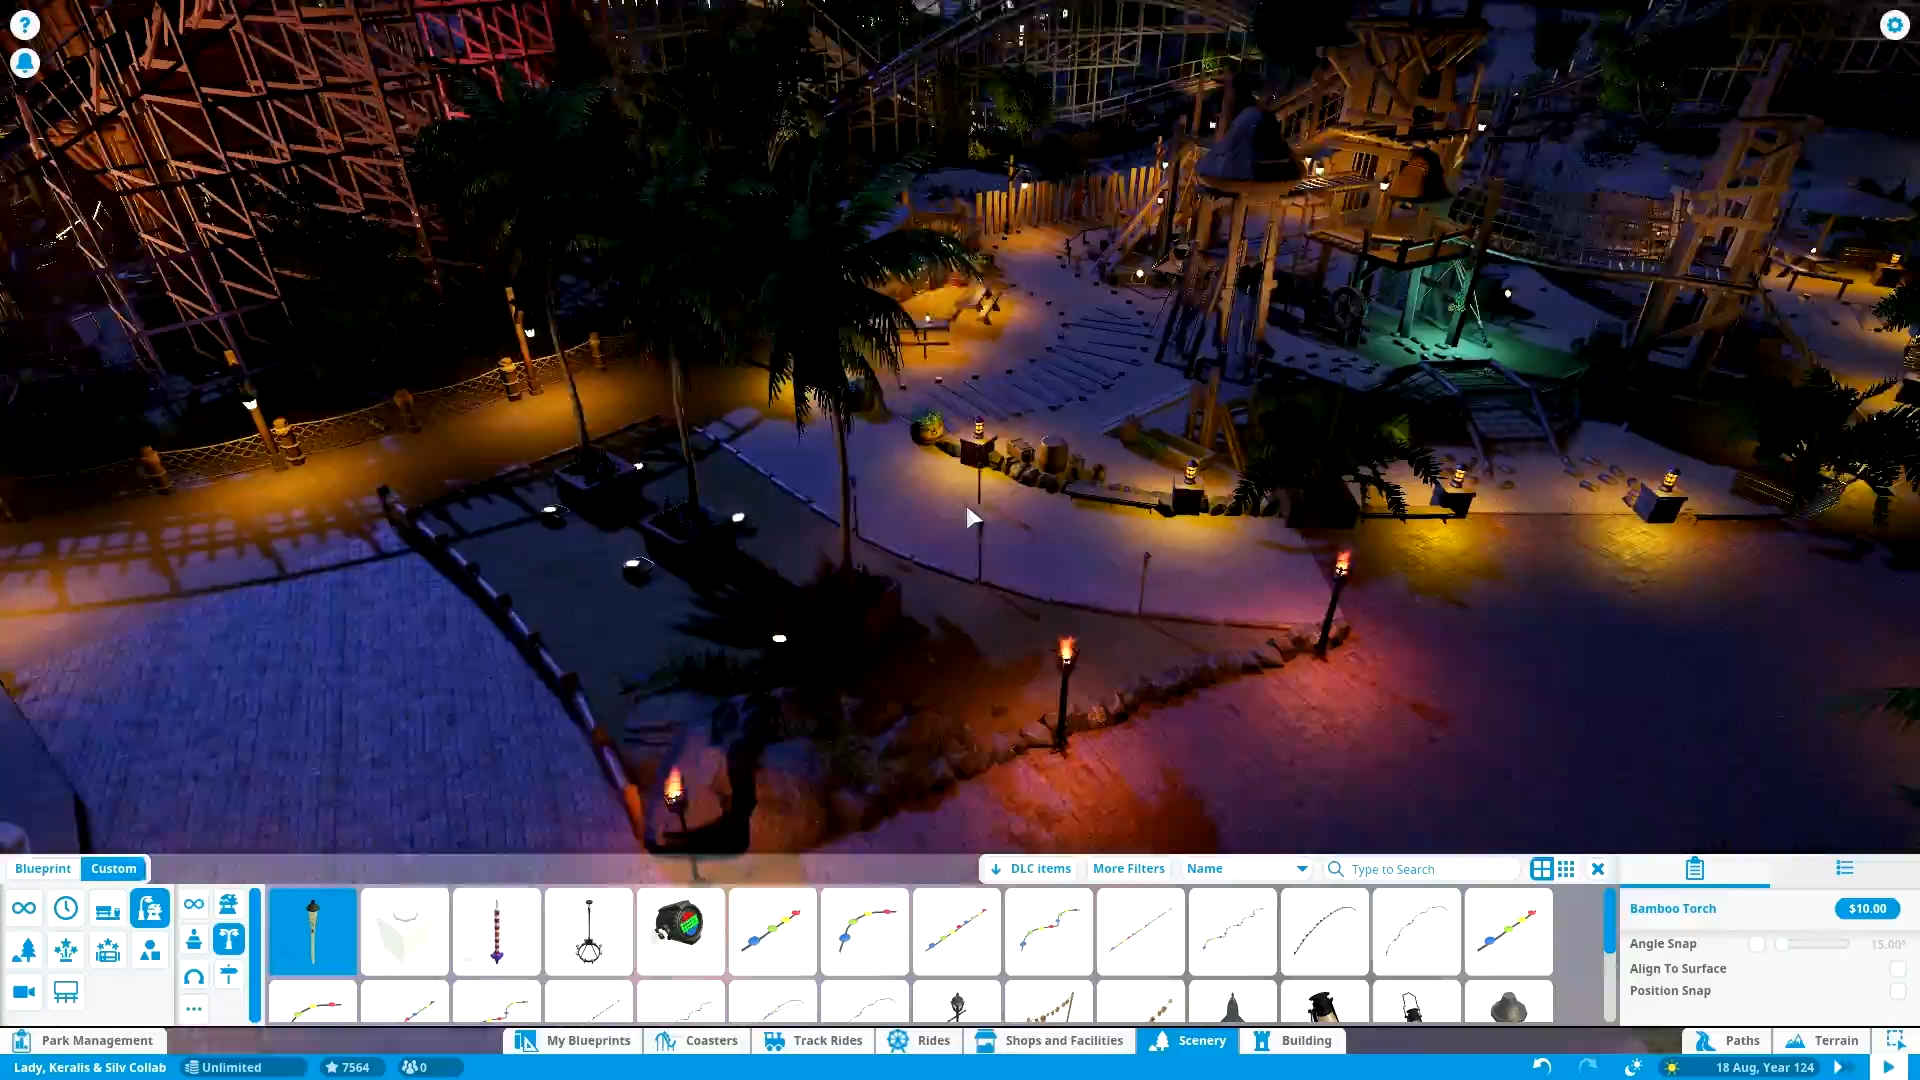 ?
Blueprint
Custom
DLC items
More Filters
Name
Type to Search
Bamboo Torch
$10.00
Angle Snap
15.00°
Align To Surface
Position Snap
Park Management
My Blueprints
Coasters
Track Rides
Rides
Shops and Facilities
Scenery
Building
Paths
Terrain
Lady, Keralis & Silv Collab
Unlimited
7564
0
18 Aug, Year 124